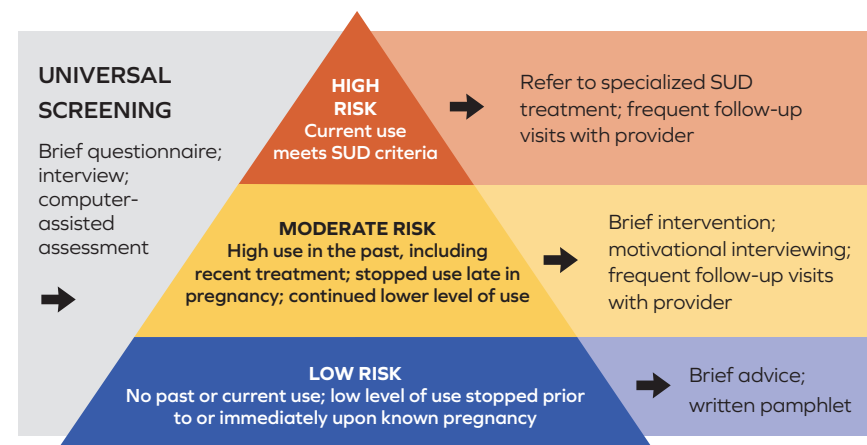 UNIVERSAL
SCREENING
Brief questionnaire;
interview;
computer-
assisted
assessment
HIGH
RISK
Current use
meets SUD criteria
Refer to specialized SUD
treatment; frequent follow-up
visits with provider
MODERATE RISK
High use in the past, including
recent treatment; stopped use late in
pregnancy; continued lower level of use
Brief intervention;
motivational interviewing;
frequent follow-up visits
with provider
LOW RISK
No past or current use; low level of use stopped prior
to or immediately upon known pregnancy
Brief advice;
written pamphlet